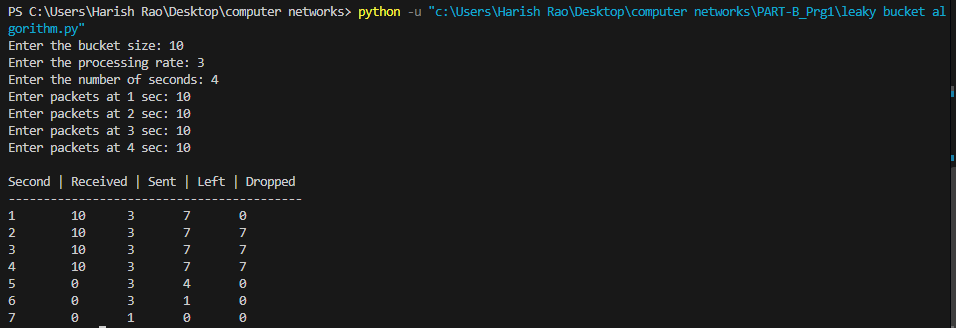 PS C:\Users\Harish Rao\Desktop\computer networks> python -u "c:\Users\Harish Rao\Desktop\computer networks\PART-B_Prg1\leaky bucket al
gorithm.py"
Enter the bucket size: 10
Enter the processing rate: 3
Enter the number of seconds: 4
Enter packets at 1 sec: 10
Enter packets at 2 sec: 10
Enter packets at 3 sec: 10
Enter packets at 4 sec: 10
Second | Received | Sent | Left | Dropped
------------------------------------------
1        10      3      7       0
2        10      3      7       7
3        10      3      7       7
4        10      3      7       7
5        0       3      4       0
6        0       3      1       0
7        0       1      0       0